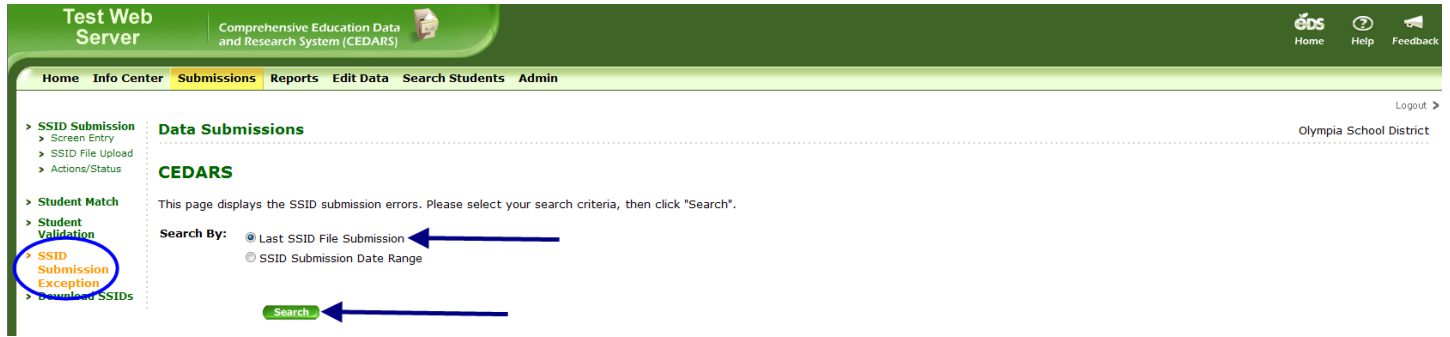 Test Web
Server
Comprehensive Education Data
and Research System (CEDARS)
eDS
Home
Help
Feedback
Home Info Center Submissions Reports Edit Data Search Students Admin
Logout >
> SSID Submission
> Screen Entry
> SSID File Upload
> Actions/Status
> Student Match
> Student
Validation
> SSID
Submission
Exception
> Download SSIDs
Data Submissions
Olympia School District
CEDARS
This page displays the SSID submission errors. Please select your search criteria, then click "Search".
Search By:
Last SSID File Submission
SSID Submission Date Range
Search